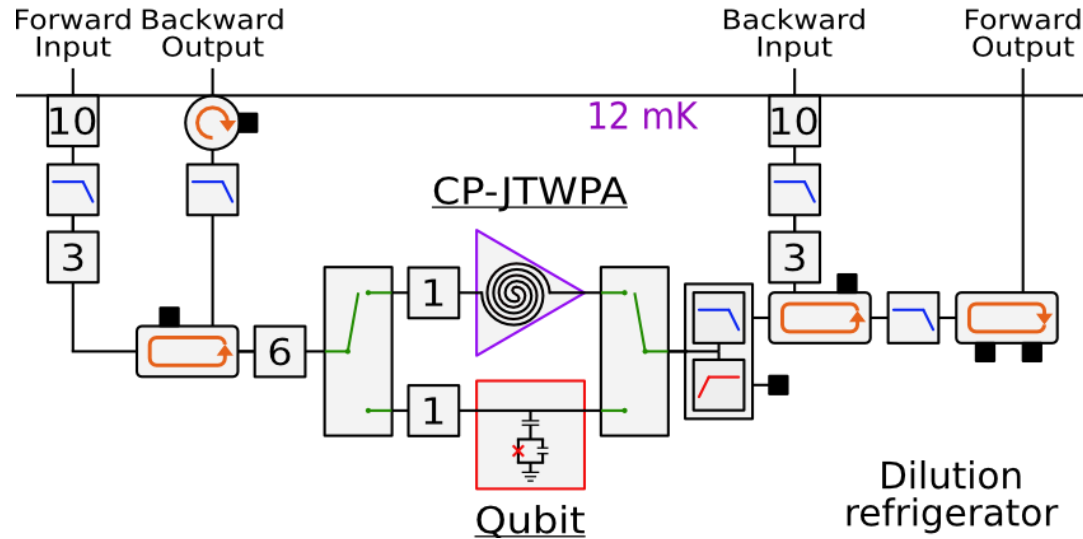 Forward
Input
Backward
Output
Backward
Input
Forward
Output
10
12 mK
10
CP-JTWPA
3
3
1
6
1
Qubit
Dilution
refrigerator